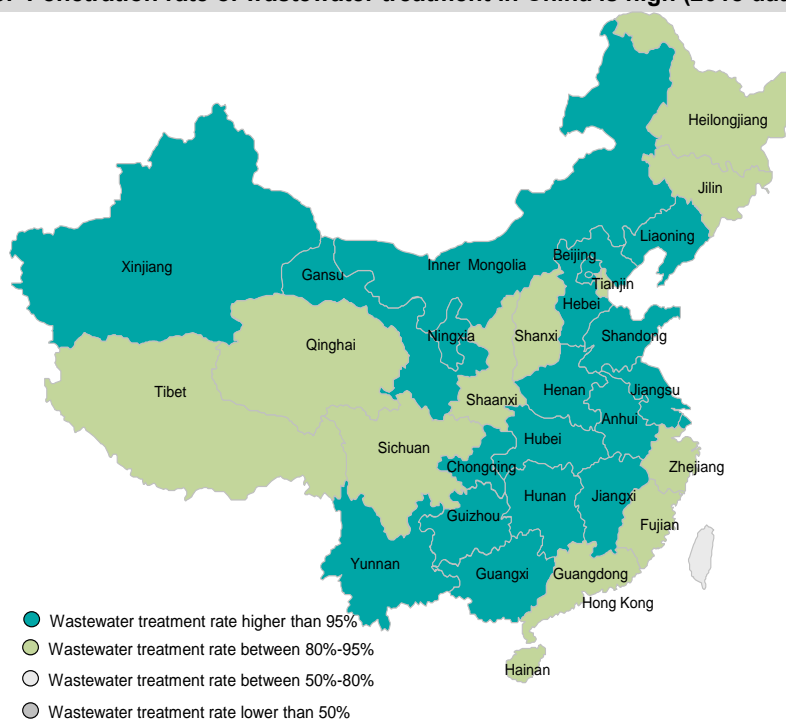 Heilongjiang
Jilin
Liaoning
Beijing
Xinjiang
Inner Mongolia
Gansu
Tianjin
Hebei
Ningxia
Shanxi
Shandong
Qinghai
Tibet
Henan
Jiangsu
Shaanxi
Anhui
Hubei
Sichuan
Chongqing
Zhejiang
Hunan
Jiangxi
Guizhou
Fujian
Yunnan
Guangxi
Guangdong
Hong Kong
Wastewater treatment rate higher than 95%
Wastewater treatment rate between 80%-95%
Hainan
Wastewater treatment rate between 50%-80%
Wastewater treatment rate lower than 50%